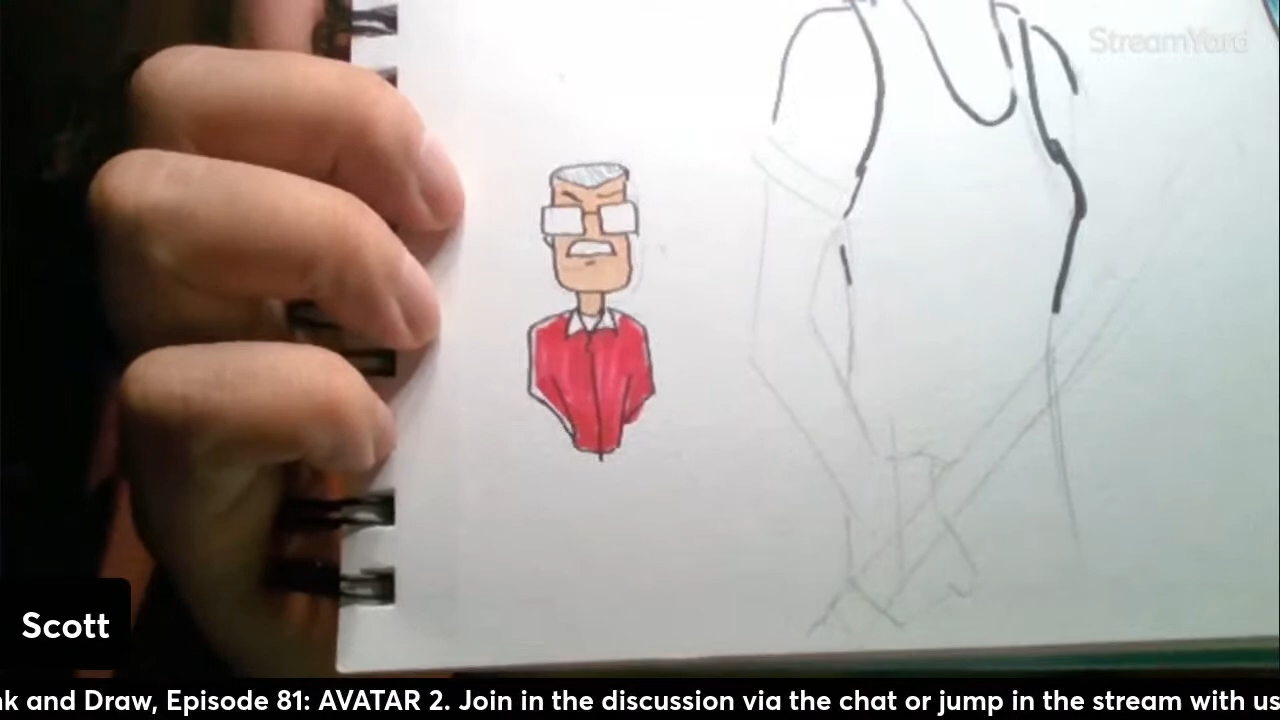 StreamYard
Scott
nk and Draw, Episode 81: AVATAR 2. Join in the discussion via the chat or jump in the stream with us